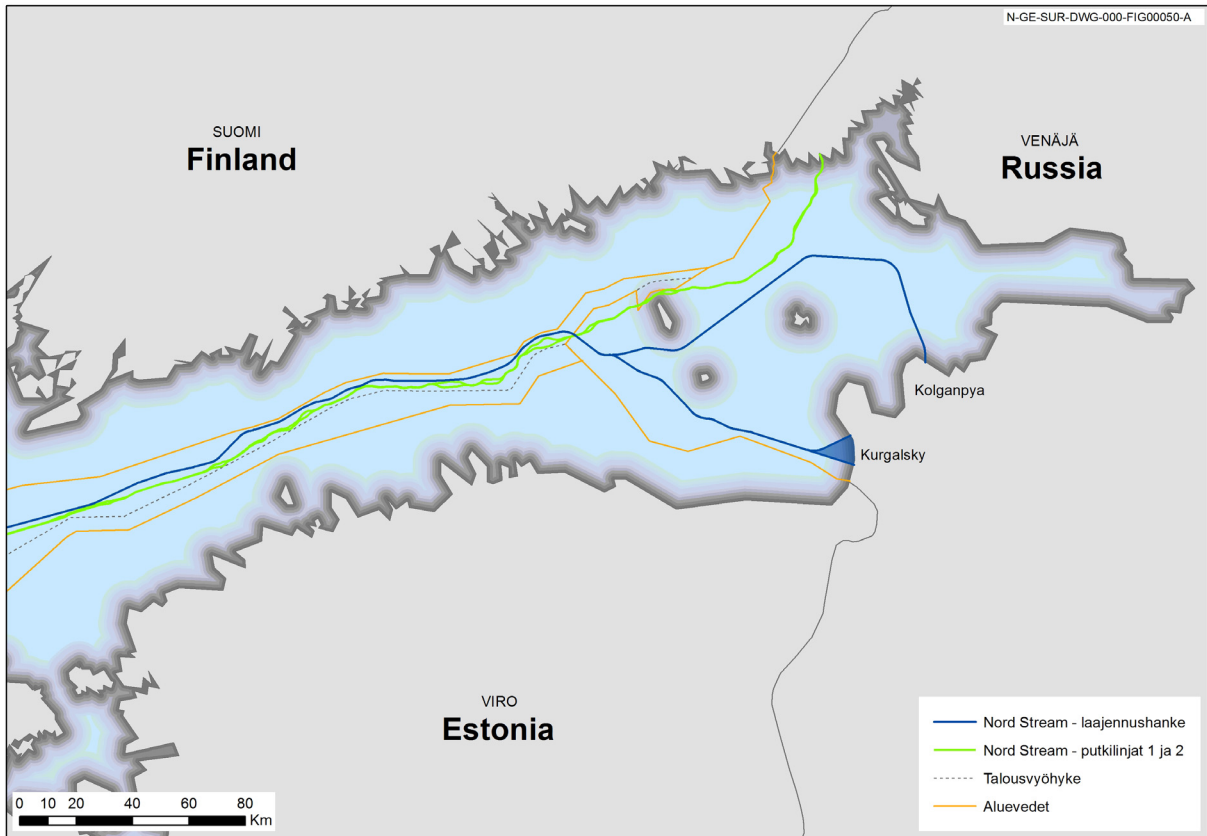 N-GE-SUR-DWG-000-FIG00050-A
SUOMI
Finland
VENÄJÄ
Russia
Kolganpya
Kurgalsky
VIRO
Estonia
Nord Stream - laajennushanke
Nord Stream - putkilinjat 1 ja 2
Talousvyöhyke
Aluevedet
0 10 20 40 60 80
Km